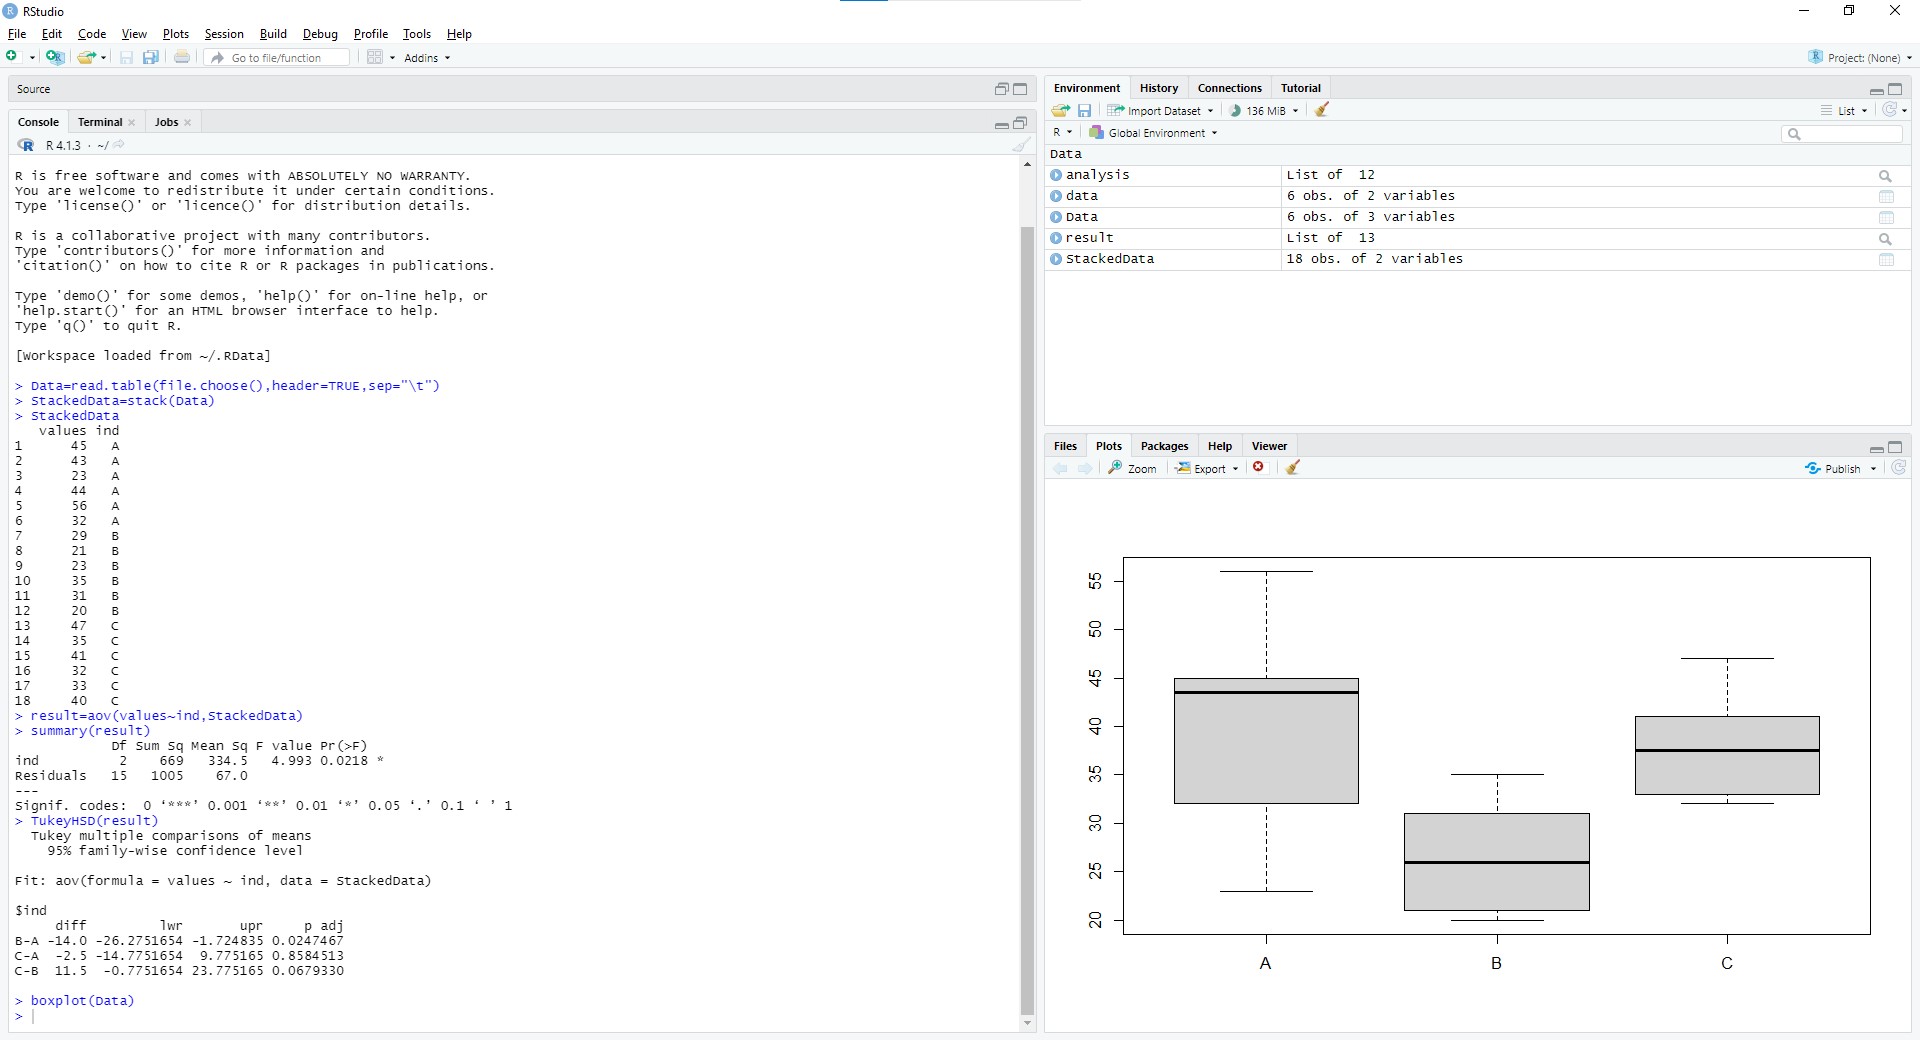 RStudio
File Edit Code View Plots Session Build Debug Profile Tools Help
Go to file/function Addins Project: (None)
Source
Console Terminal Jobs
R 4.1.3 · ~/
R is free software and comes with ABSOLUTELY NO WARRANTY.
You are welcome to redistribute it under certain conditions.
Type 'license()' or 'licence()' for distribution details.
R is a collaborative project with many contributors.
Type 'contributors()' for more information and
'citation()' on how to cite R or R packages in publications.
Type 'demo()' for some demos, 'help()' for on-line help, or
'help.start()' for an HTML browser interface to help.
Type 'q()' to quit R.
[Workspace loaded from ~/.RData]
> Data=read.table(file.choose(),header=TRUE,sep="\t")
> StackedData=stack(Data)
> StackedData
values ind
1 45 A
2 43 A
3 23 A
4 44 A
5 56 A
6 32 A
7 29 B
8 21 B
9 23 B
10 35 B
11 31 B
12 20 B
13 47 C
14 35 C
15 41 C
16 32 C
17 33 C
18 40 C
> result=aov(values~ind,StackedData)
> summary(result)
Df Sum Sq Mean Sq F value Pr(>F)
ind 2 669 334.5 4.993 0.0218 *
Residuals 15 1005 67.0
---
Signif. codes: 0 ‘***’ 0.001 ‘**’ 0.01 ‘*’ 0.05 ‘.’ 0.1 ‘ ’ 1
> TukeyHSD(result)
Tukey multiple comparisons of means
95% family-wise confidence level
Fit: aov(formula = values ~ ind, data = StackedData)
$ind
diff lwr upr p adj
B-A -14.0 -26.2751654 -1.724835 0.0247467
C-A -2.5 -14.7751654 9.775165 0.8584513
C-B 11.5 -0.7751654 23.775165 0.0679330
> boxplot(Data)
>
Environment History Connections Tutorial
Import Dataset 136 MiB List
R Global Environment
Data
analysis List of 12
data 6 obs. of 2 variables
Data 6 obs. of 3 variables
result List of 13
StackedData 18 obs. of 2 variables
Files Plots Packages Help Viewer
Zoom Export Publish
55
50
45
40
35
30
25
20
A B C